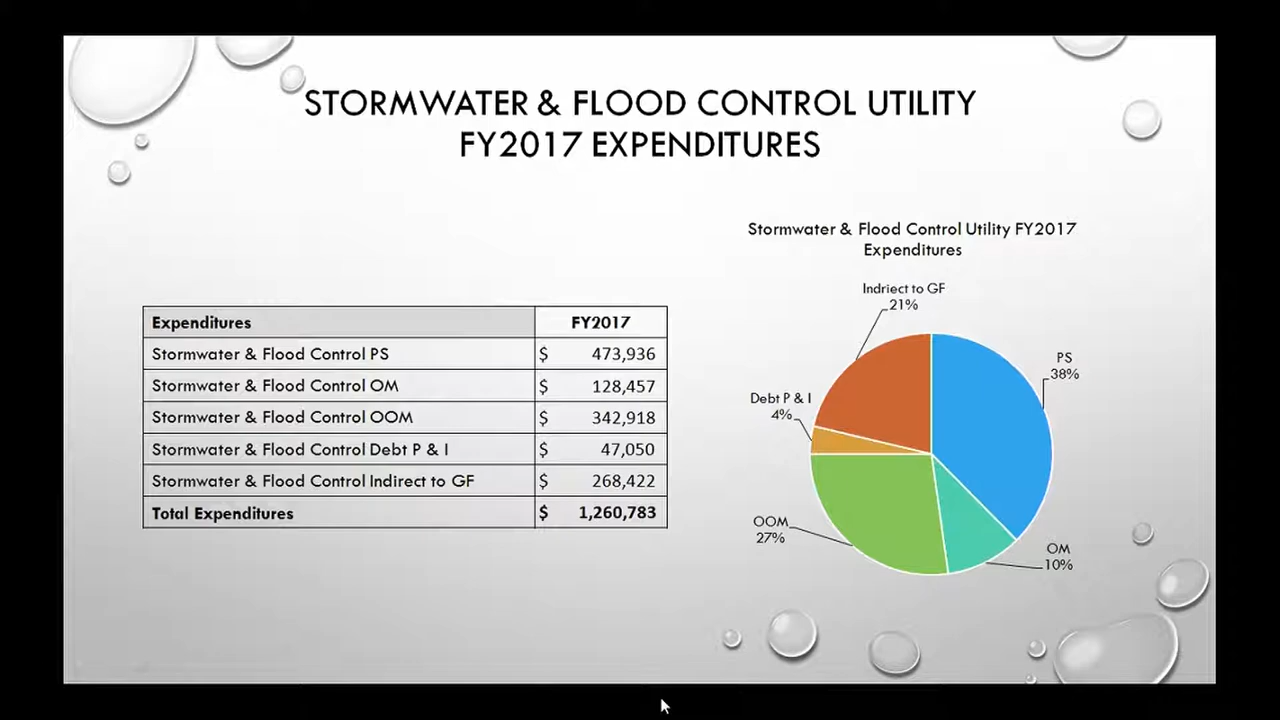 STORMWATER & FLOOD CONTROL UTILITY
FY2017 EXPENDITURES
Stormwater & Flood Control Utility FY2017
Expenditures
Expenditures FY2017
Stormwater & Flood Control PS $ 473,936
Stormwater & Flood Control OM $ 128,457
Stormwater & Flood Control OOM $ 342,918
Stormwater & Flood Control Debt P & I $ 47,050
Stormwater & Flood Control Indirect to GF $ 268,422
Total Expenditures $ 1,260,783
Indriect to GF
21%
PS
38%
Debt P & I
4%
OOM
27%
OM
10%